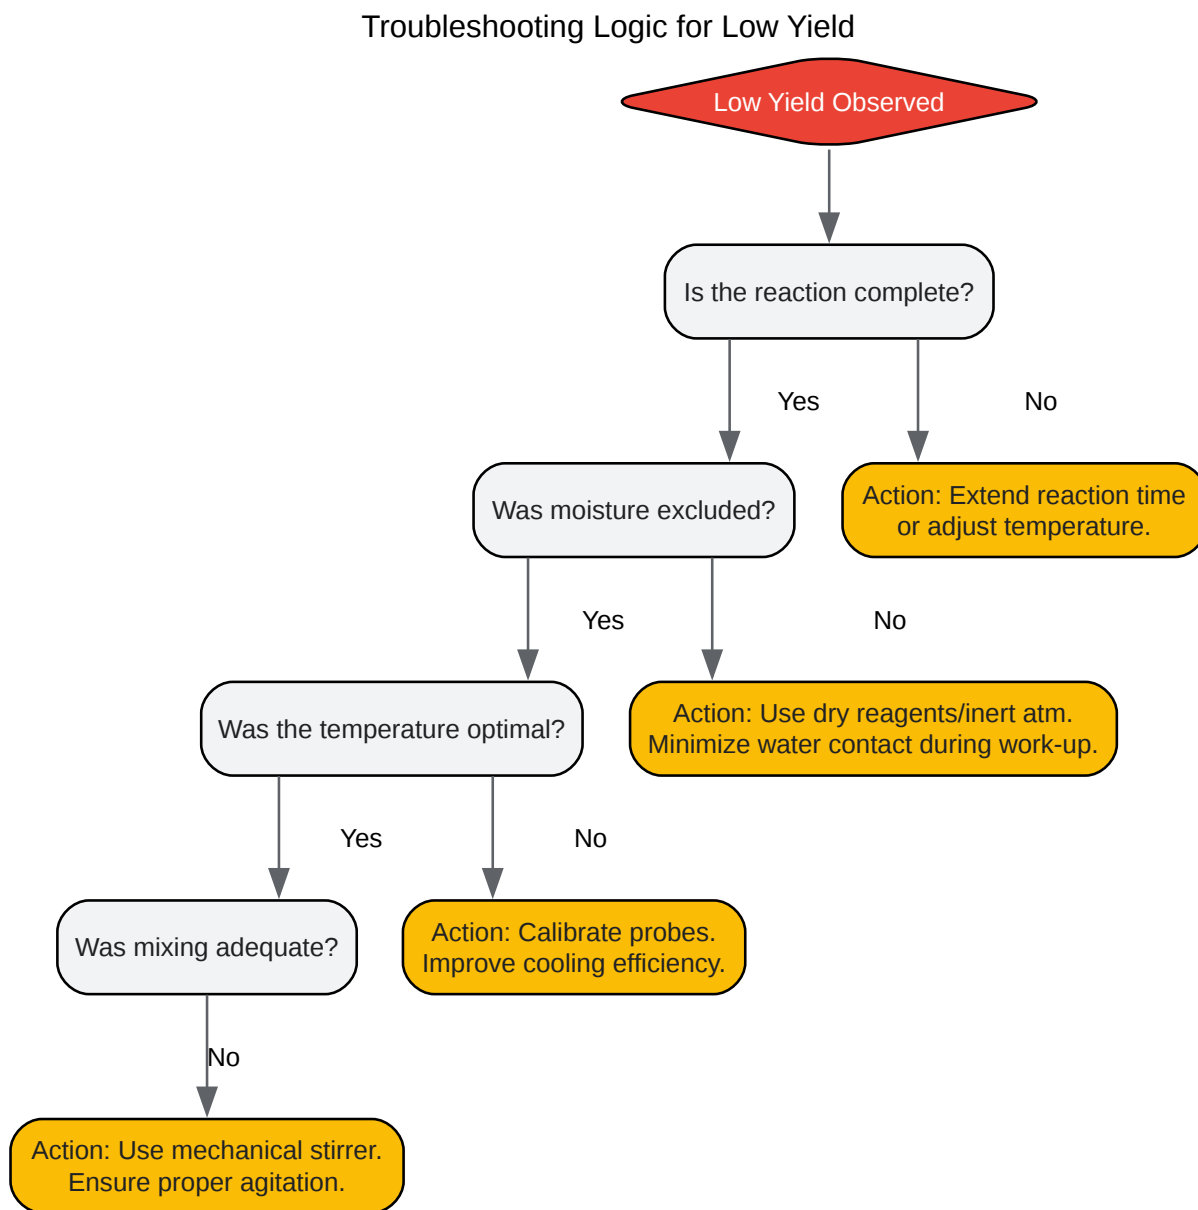 Troubleshooting Logic for Low Yield
Low Yield Observed
Is the reaction complete?
Yes
No
Was moisture excluded?
Action: Extend reaction time
or adjust temperature.
Yes
No
Was the temperature optimal?
Action: Use dry reagents/inert atm.
Minimize water contact during work-up.
Yes
No
Was mixing adequate?
Action: Calibrate probes.
Improve cooling efficiency.
No
Action: Use mechanical stirrer.
Ensure proper agitation.